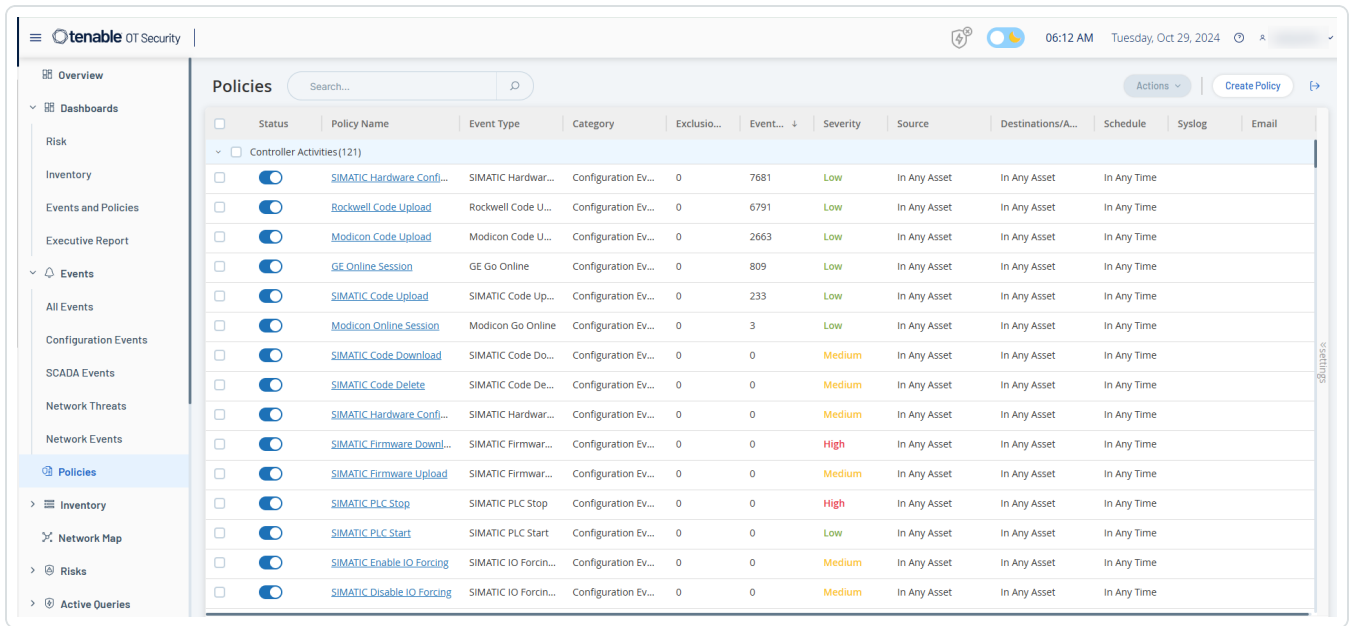 tenable OT Security
06:12 AM Tuesday, Oct 29, 2024
Overview
Dashboards
Risk
Inventory
Events and Policies
Executive Report
Events
All Events
Configuration Events
SCADA Events
Network Threats
Network Events
Policies
Inventory
Network Map
Risks
Active Queries
Policies Search... Actions Create Policy
Status Policy Name Event Type Category Exclusio... Event... Severity Source Destinations/A... Schedule Syslog Email
Controller Activities (121)
SIMATIC Hardware Confi... SIMATIC Hardwar... Configuration Ev... 0 7681 Low In Any Asset In Any Asset In Any Time
Rockwell Code Upload Rockwell Code U... Configuration Ev... 0 6791 Low In Any Asset In Any Asset In Any Time
Modicon Code Upload Modicon Code U... Configuration Ev... 0 2663 Low In Any Asset In Any Asset In Any Time
GE Online Session GE Go Online Configuration Ev... 0 809 Low In Any Asset In Any Asset In Any Time
SIMATIC Code Upload SIMATIC Code Up... Configuration Ev... 0 233 Low In Any Asset In Any Asset In Any Time
Modicon Online Session Modicon Go Online Configuration Ev... 0 3 Low In Any Asset In Any Asset In Any Time
SIMATIC Code Download SIMATIC Code Do... Configuration Ev... 0 0 Medium In Any Asset In Any Asset In Any Time
SIMATIC Code Delete SIMATIC Code De... Configuration Ev... 0 0 Medium In Any Asset In Any Asset In Any Time
SIMATIC Hardware Confi... SIMATIC Hardwar... Configuration Ev... 0 0 Medium In Any Asset In Any Asset In Any Time
SIMATIC Firmware Downl... SIMATIC Firmwar... Configuration Ev... 0 0 High In Any Asset In Any Asset In Any Time
SIMATIC Firmware Upload SIMATIC Firmwar... Configuration Ev... 0 0 Medium In Any Asset In Any Asset In Any Time
SIMATIC PLC Stop SIMATIC PLC Stop Configuration Ev... 0 0 High In Any Asset In Any Asset In Any Time
SIMATIC PLC Start SIMATIC PLC Start Configuration Ev... 0 0 Low In Any Asset In Any Asset In Any Time
SIMATIC Enable IO Forcing SIMATIC IO Forcin... Configuration Ev... 0 0 Medium In Any Asset In Any Asset In Any Time
SIMATIC Disable IO Forcing SIMATIC IO Forcin... Configuration Ev... 0 0 Medium In Any Asset In Any Asset In Any Time
settings